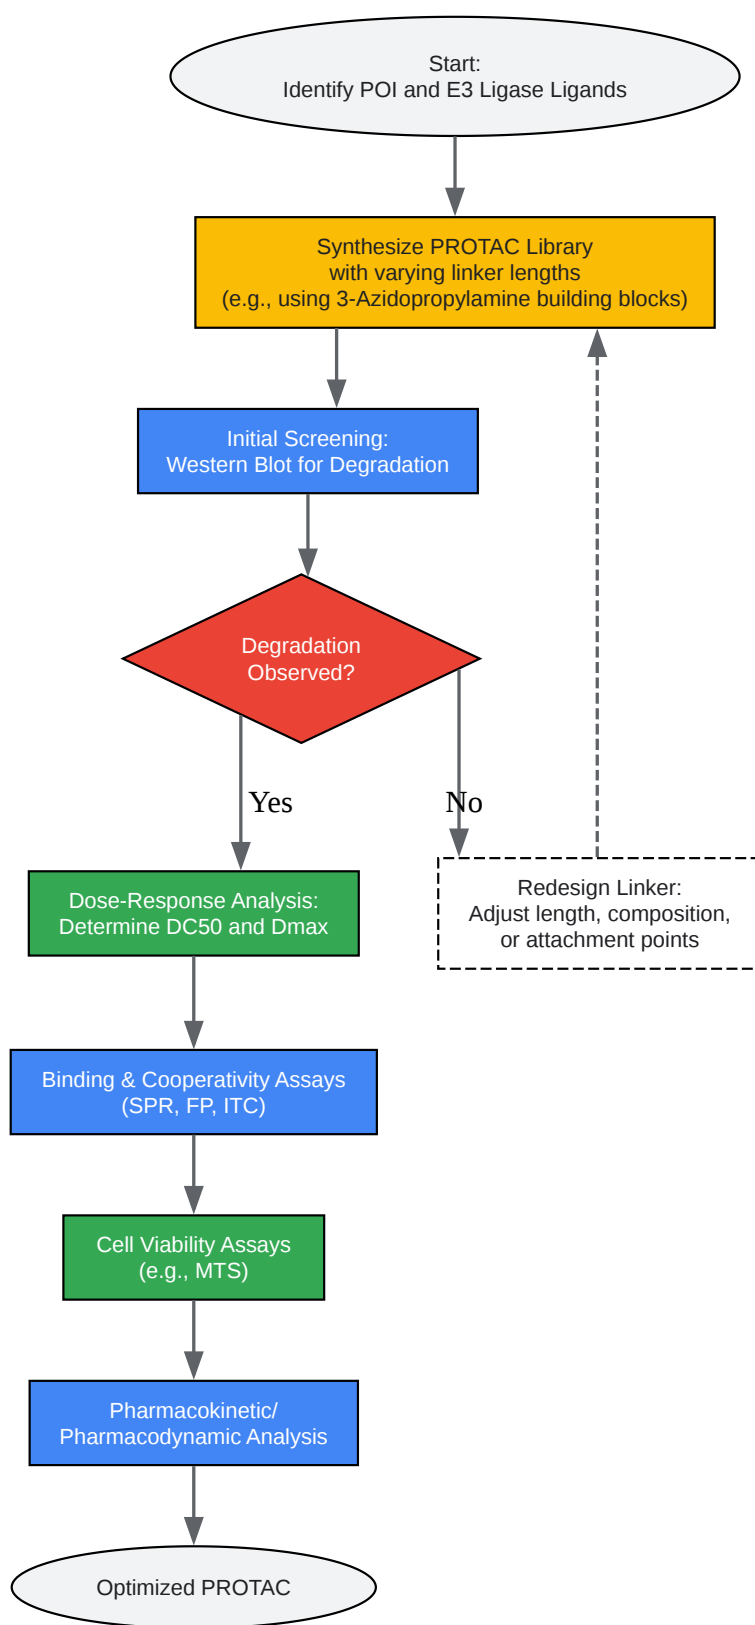 Start:
Identify POI and E3 Ligase Ligands
Synthesize PROTAC Library
with varying linker lengths
(e.g., using 3-Azidopropylamine building blocks)
Initial Screening:
Western Blot for Degradation
Degradation
Observed?
Yes
No
Dose-Response Analysis:
Determine DC50 and Dmax
Redesign Linker:
Adjust length, composition,
or attachment points
Binding & Cooperativity Assays
(SPR, FP, ITC)
Cell Viability Assays
(e.g., MTS)
Pharmacokinetic/
Pharmacodynamic Analysis
Optimized PROTAC